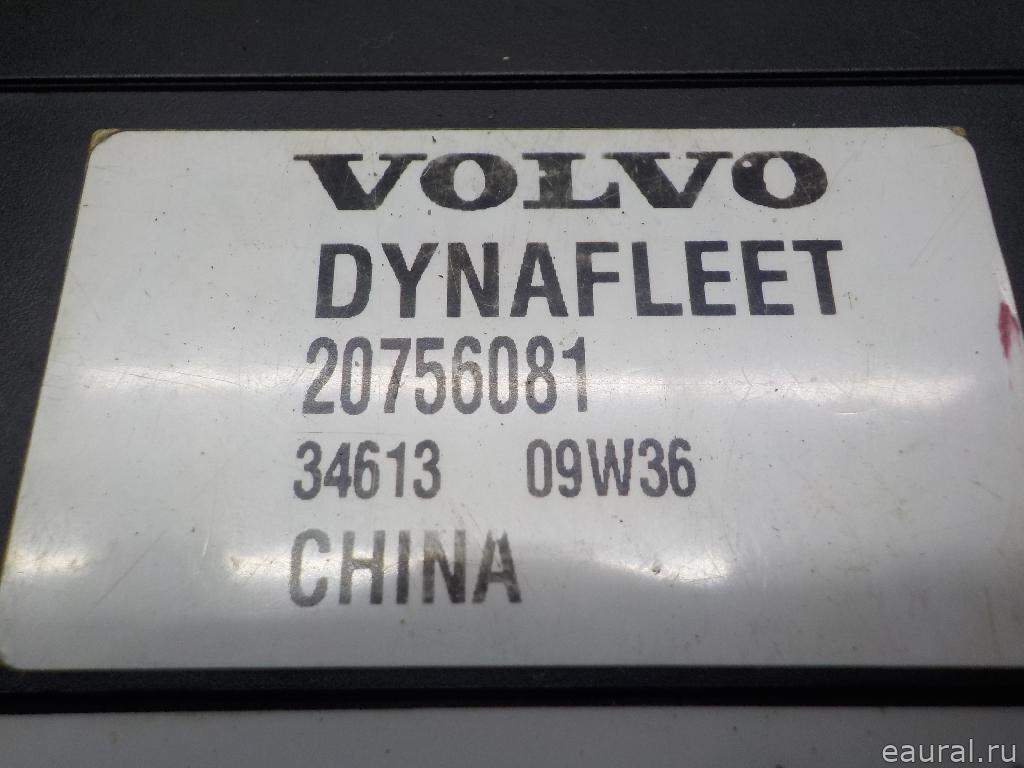 VOLVO
DYNAFLEET
20756081
34613 09W36
CHINA
eaural.ru